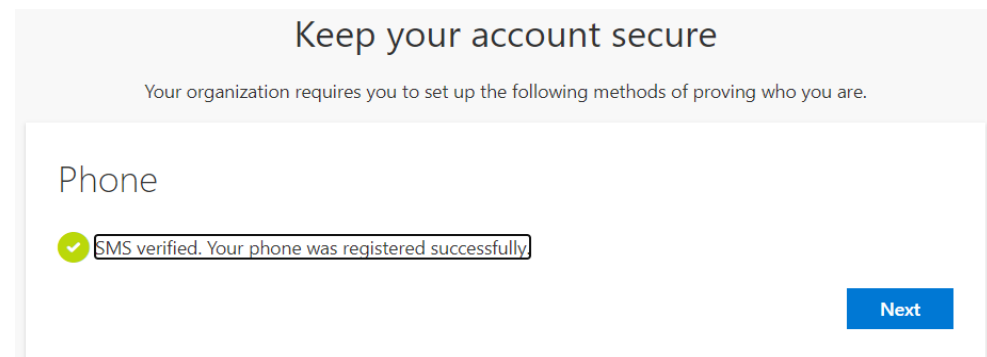 Keep your account secure
Your organization requires you to set up the following methods of proving who you are.
Phone
SMS verified. Your phone was registered successfully.
Next